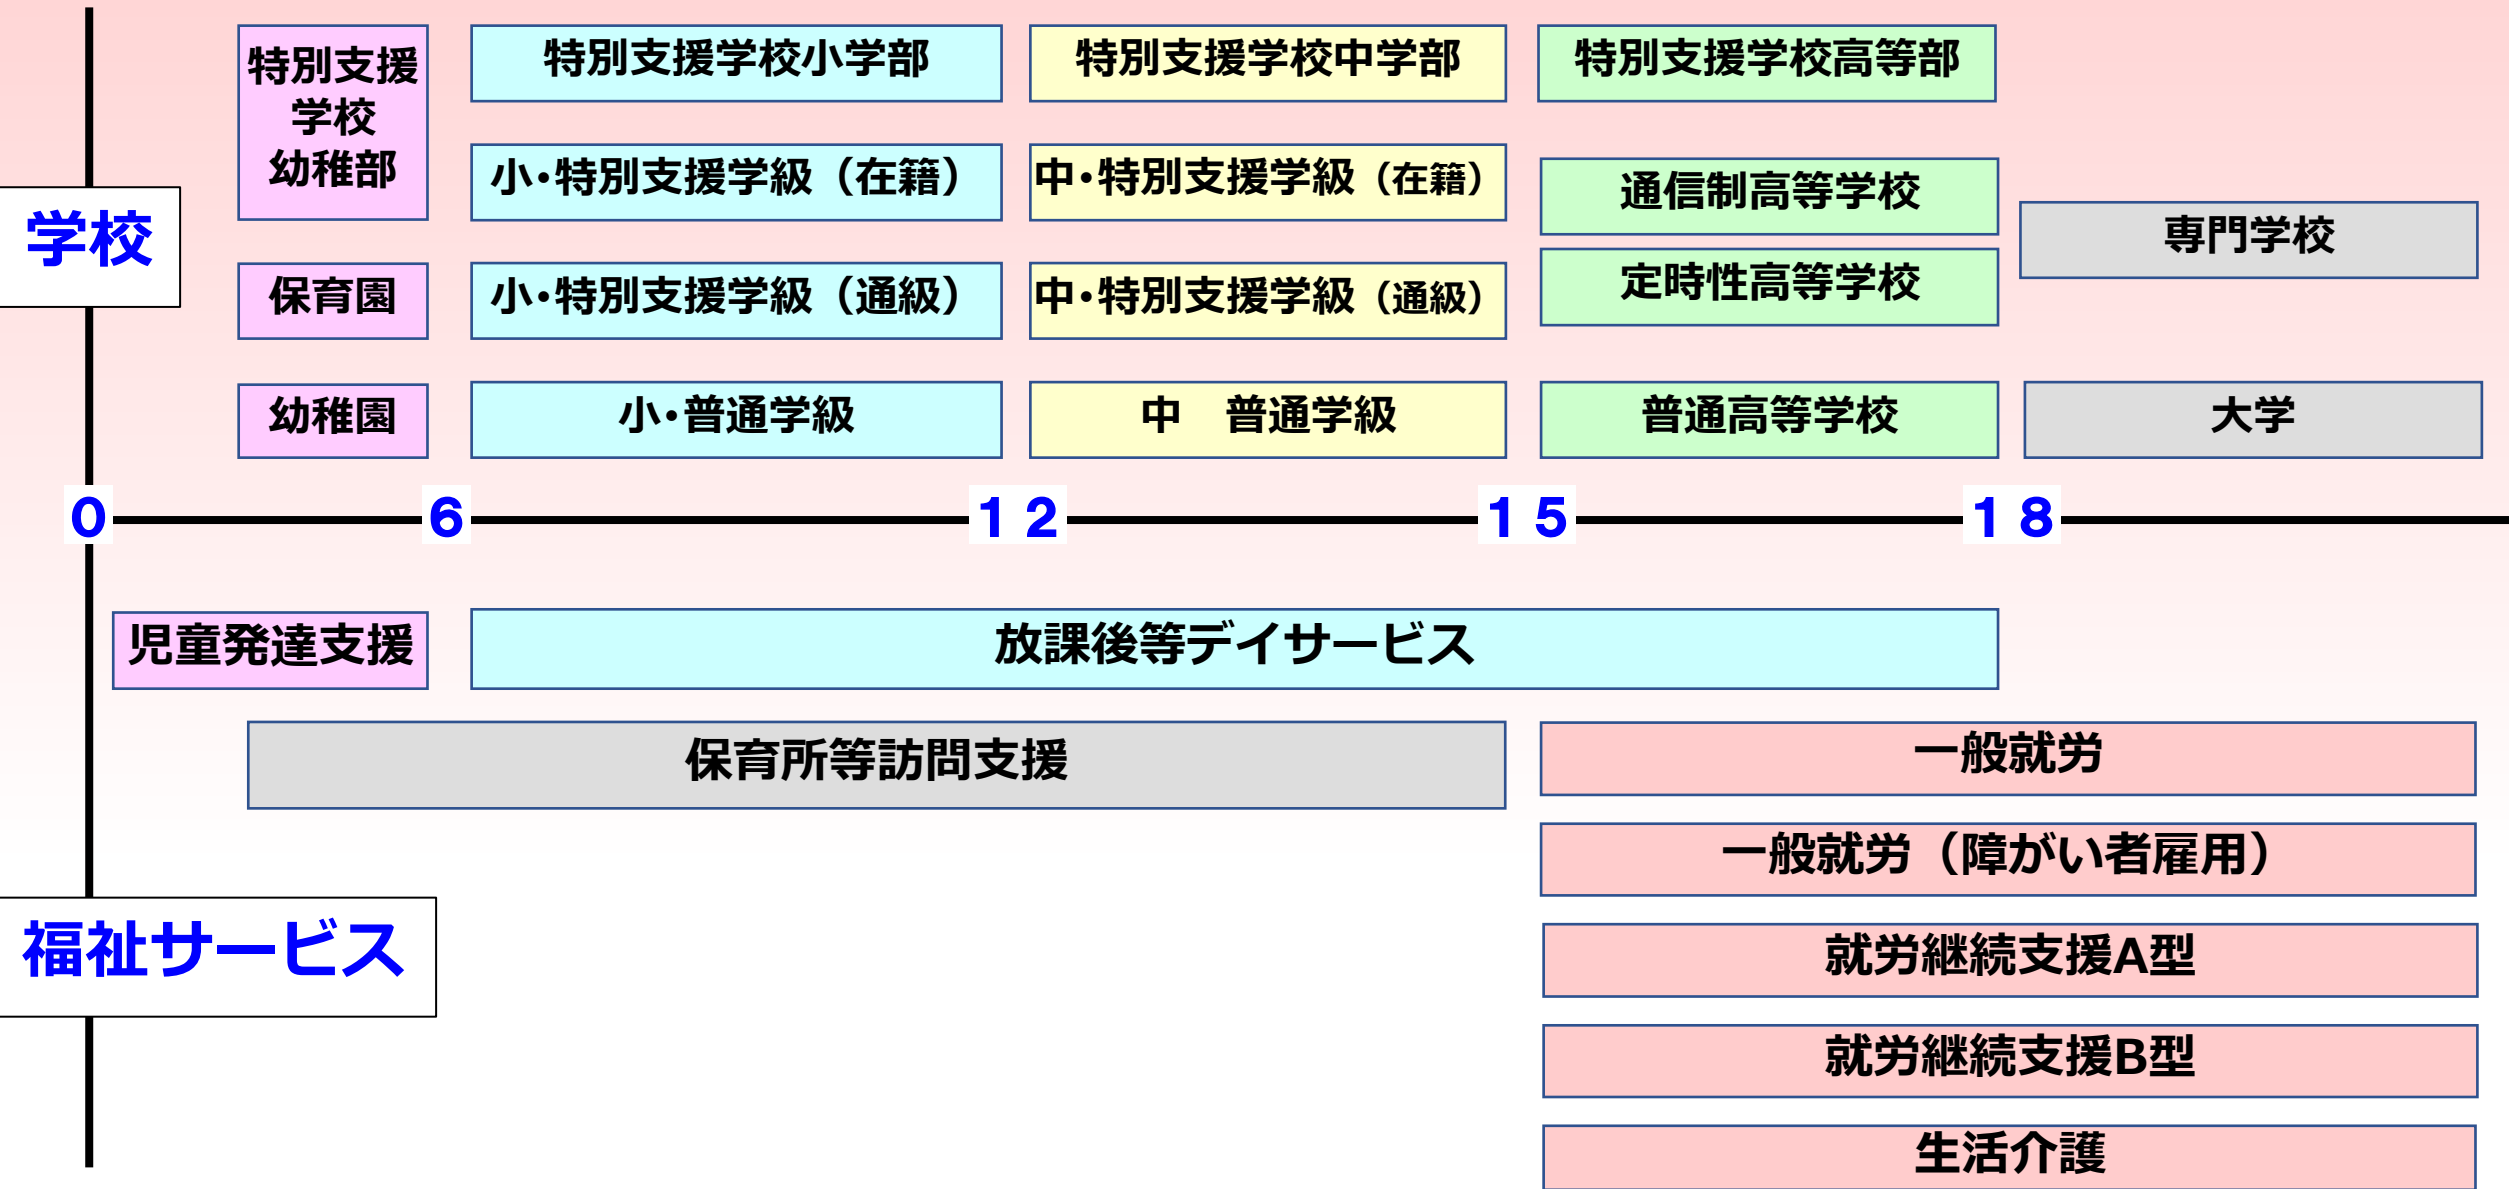 特別支援
学校
幼稚部
特別支援学校小学部
特別支援学校中学部
特別支援学校高等部
小・特別支援学級（在籍）
中・特別支援学級（在籍）
通信制高等学校
学校
専門学校
保育園
小・特別支援学級（通級）
中・特別支援学級（通級）
定時性高等学校
幼稚園
小・普通学級
中　普通学級
普通高等学校
大学
０
６
１２
１５
１８
児童発達支援
放課後等デイサービス
保育所等訪問支援
一般就労
一般就労（障がい者雇用）
福祉サービス
就労継続支援A型
就労継続支援B型
生活介護